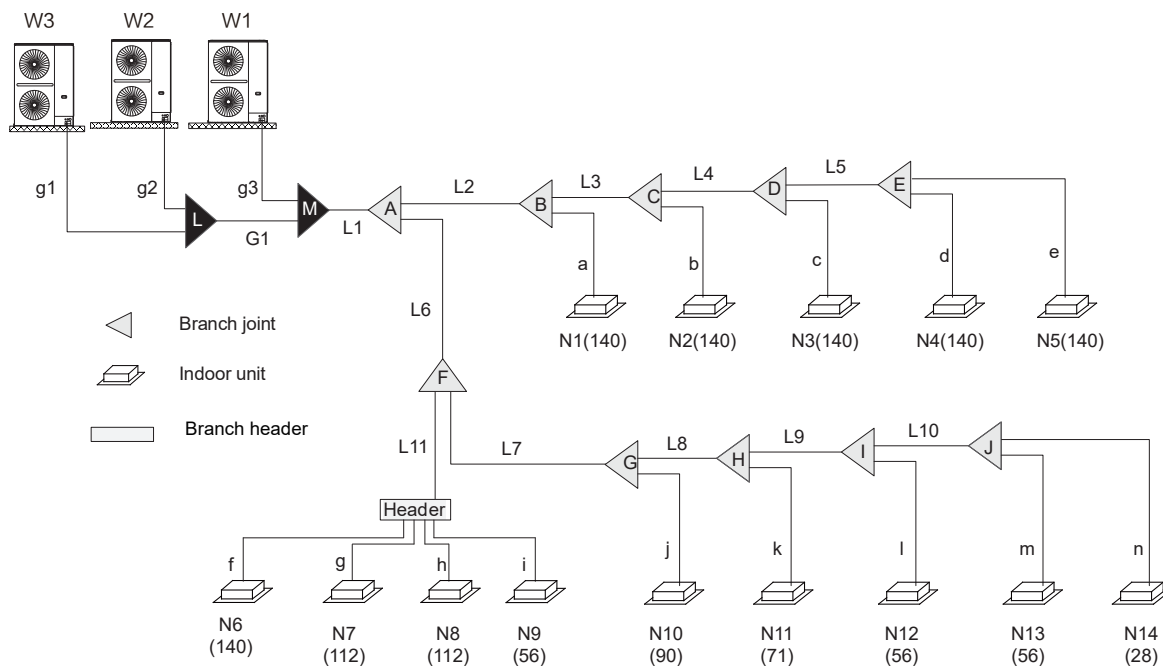 W3 W2 W1
g1 g2 g3 L G1 M L1 A L2 B L3 C L4 D L5 E
a b c d e
N1(140) N2(140) N3(140) N4(140) N5(140)
L6
Branch joint
Indoor unit
Branch header
F
L11 L7 G L8 H L9 I L10 J
Header
f g h i j k l m n
N6 N7 N8 N9 N10 N11 N12 N13 N14
(140) (112) (112) (56) (90) (71) (56) (56) (28)